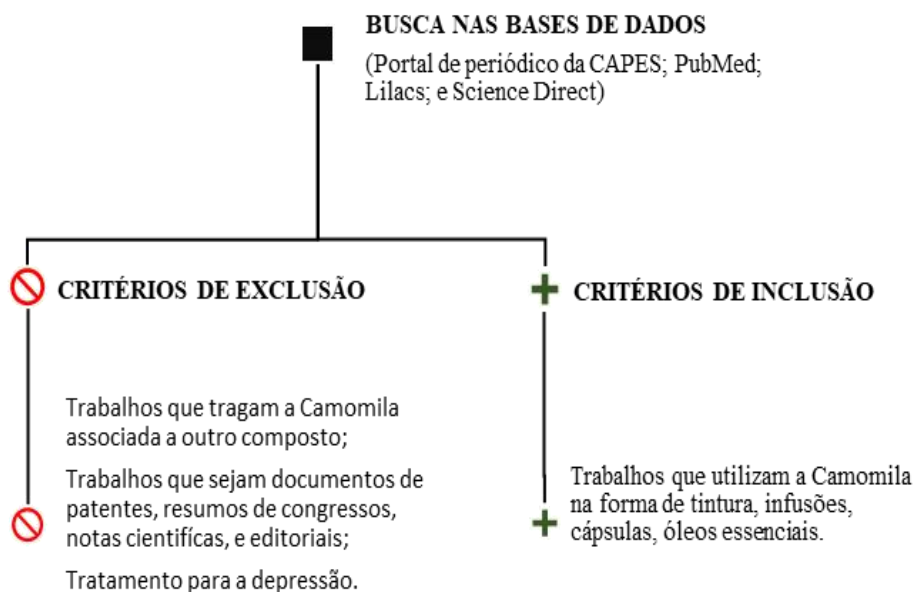 BUSCA NAS BASES DE DADOS
(Portal de periódico da CAPES; PubMed;
Lilacs; e Science Direct)
CRITÉRIOS DE EXCLUSÃO
Trabalhos que tragam a Camomila
associada a outro composto;
Trabalhos que sejam documentos de
patentes, resumos de congressos,
notas cientifícas, e editoriais;
Tratamento para a depressão.
CRITÉRIOS DE INCLUSÃO
Trabalhos que utilizam a Camomila
na forma de tintura, infusões,
cápsulas, óleos essenciais.